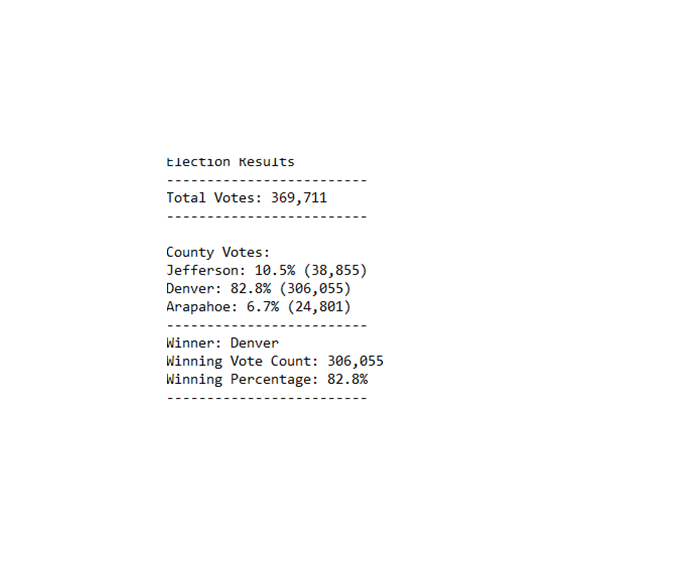 Election Results
-------------------------
Total Votes: 369,711
-------------------------
County Votes:
Jefferson: 10.5% (38,855)
Denver: 82.8% (306,055)
Arapahoe: 6.7% (24,801)
-------------------------
Winner: Denver
Winning Vote Count: 306,055
Winning Percentage: 82.8%
-------------------------